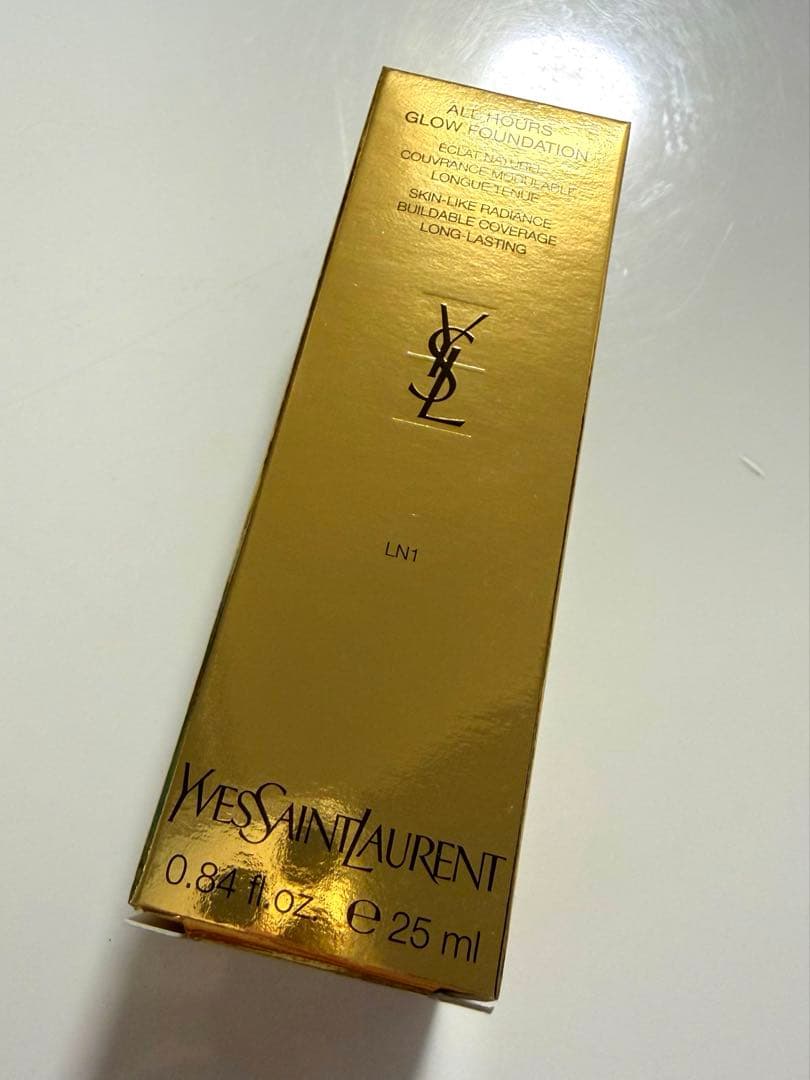 ALL HOURS
GLOW FOUNDATION
ÉCLAT NATUREL
COUVRANCE MODULABLE
LONGUE TENUE
SKIN-LIKE RADIANCE
BUILDABLE COVERAGE
LONG-LASTING
YSL
LN1
YVESSAINTLAURENT
0.84 fl.oz. ℮ 25 ml